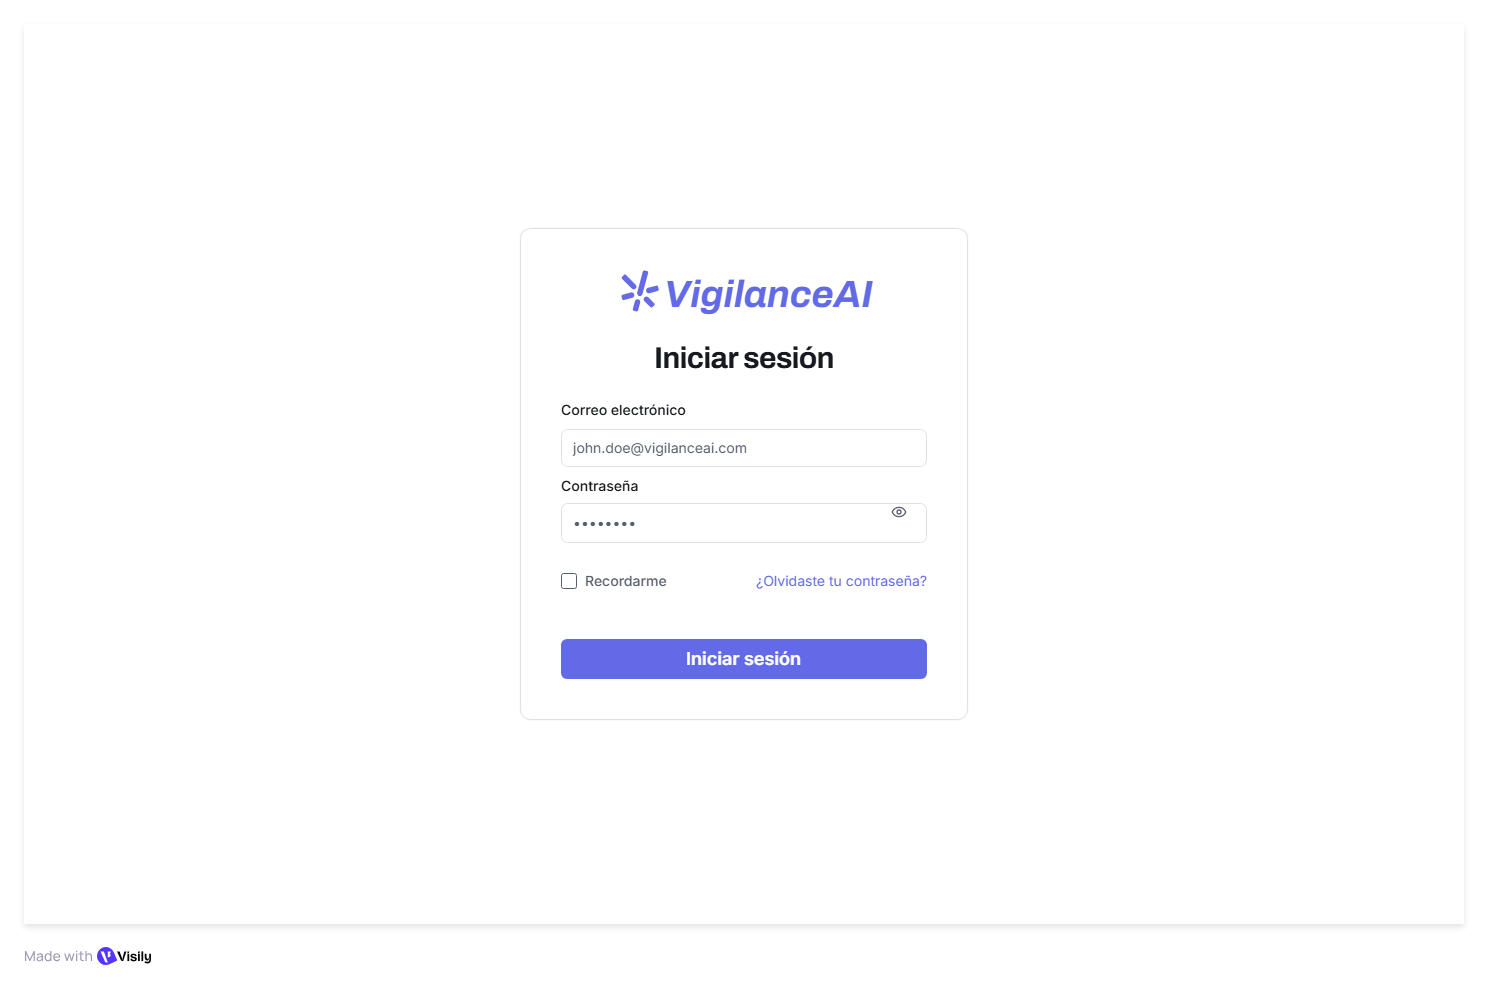 VigilanceAI
Iniciar sesión
Correo electrónico
john.doe@vigilanceai.com
Contraseña
••••••••
Recordarme
¿Olvidaste tu contraseña?
Iniciar sesión
Made with Visily